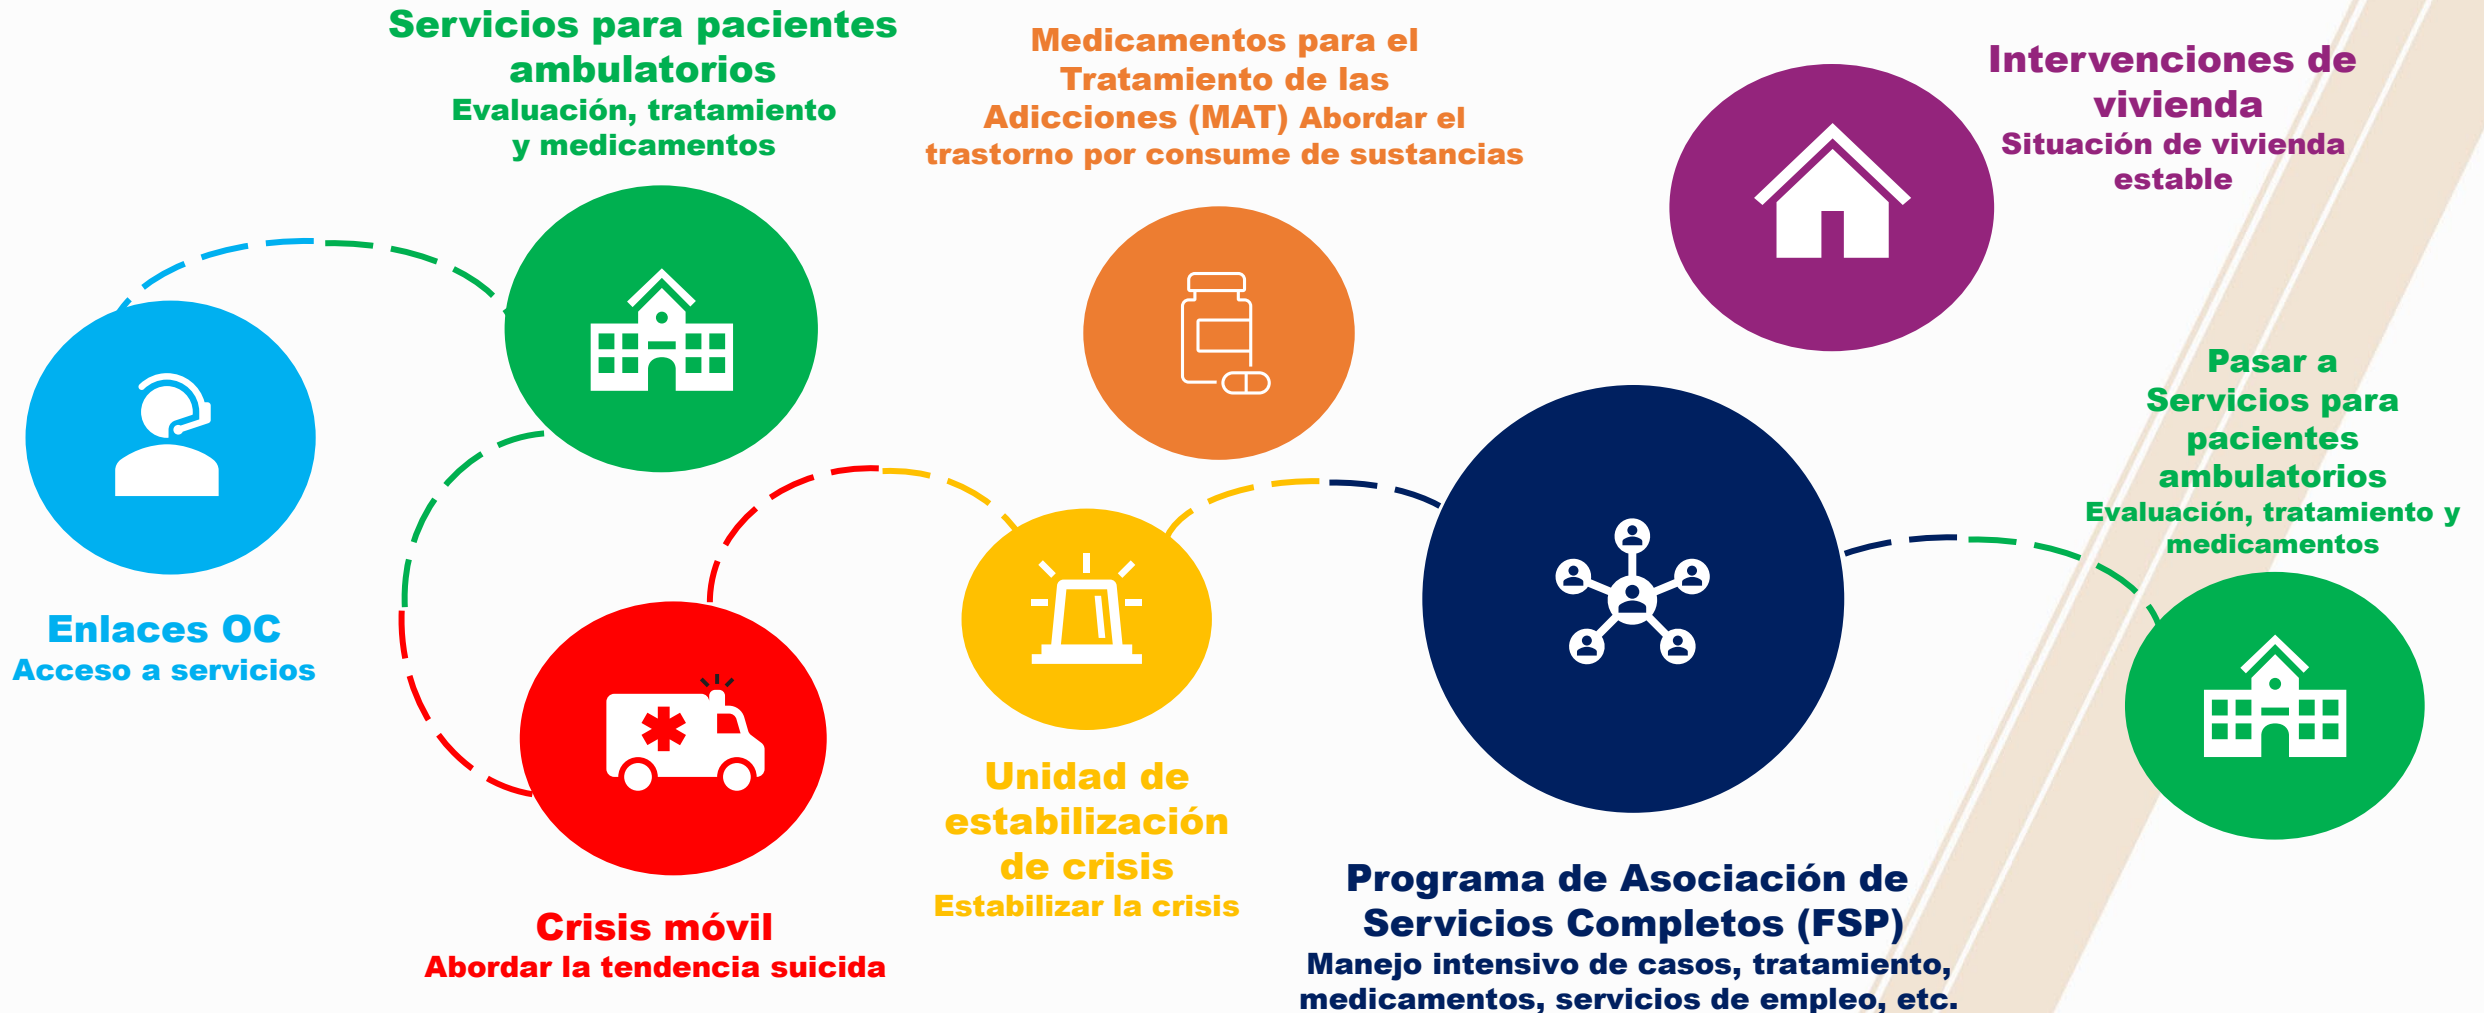 Servicios para pacientes
ambulatorios
Evaluación, tratamiento
y medicamentos
Medicamentos para el
Tratamiento de las
Adicciones (MAT) Abordar el
trastorno por consume de sustancias
Intervenciones de
vivienda
Situación de vivienda
estable
Pasar a
Servicios para
pacientes
ambulatorios
Evaluación, tratamiento y
medicamentos
Enlaces OC
Acceso a servicios
Crisis móvil
Abordar la tendencia suicida
Unidad de
estabilización
de crisis
Estabilizar la crisis
Programa de Asociación de
Servicios Completos (FSP)
Manejo intensivo de casos, tratamiento,
medicamentos, servicios de empleo, etc.